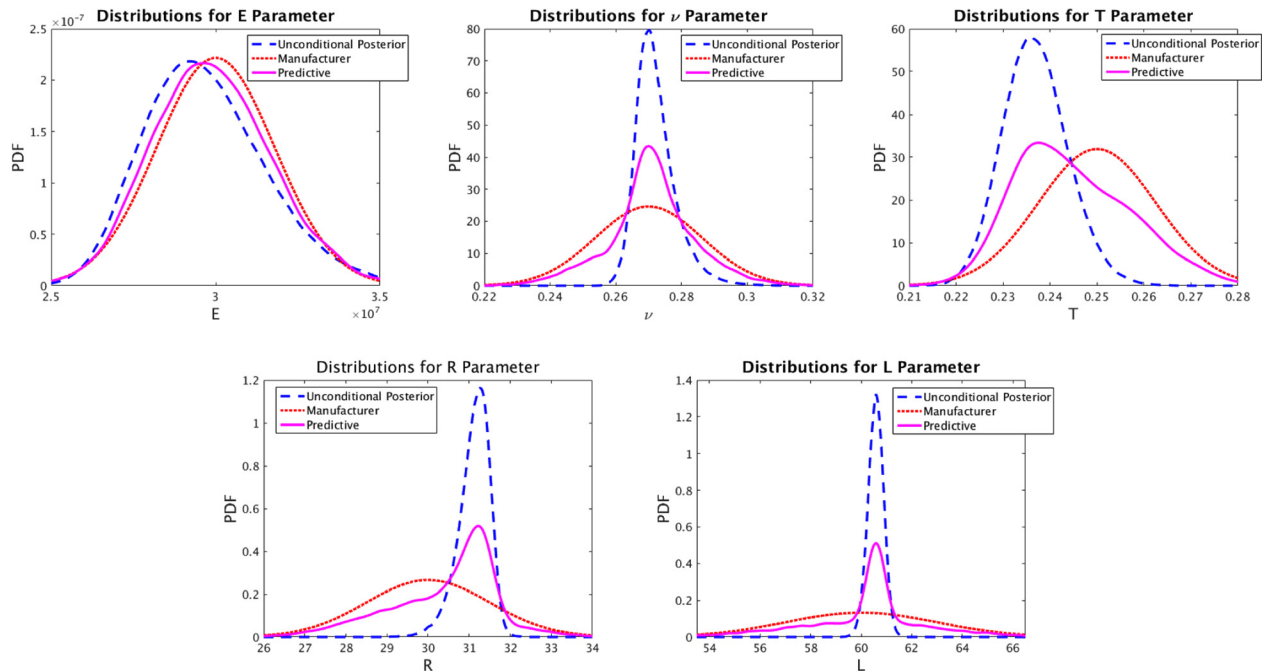 Distributions for E Parameter
×10⁻⁷
2.5
2
1.5
1
0.5
0
PDF
2.5
3
3.5
×10⁷
E
Unconditional Posterior
Manufacturer
Predictive
Distributions for ν Parameter
80
70
60
50
40
30
20
10
0
PDF
0.22
0.24
0.26
0.28
0.3
0.32
ν
Unconditional Posterior
Manufacturer
Predictive
Distributions for T Parameter
60
50
40
30
20
10
0
PDF
0.21
0.22
0.23
0.24
0.25
0.26
0.27
0.28
T
Unconditional Posterior
Manufacturer
Predictive
Distributions for R Parameter
1.2
1
0.8
0.6
0.4
0.2
0
PDF
26
27
28
29
30
31
32
33
34
R
Unconditional Posterior
Manufacturer
Predictive
Distributions for L Parameter
1.4
1.2
1
0.8
0.6
0.4
0.2
0
PDF
54
56
58
60
62
64
66
L
Unconditional Posterior
Manufacturer
Predictive